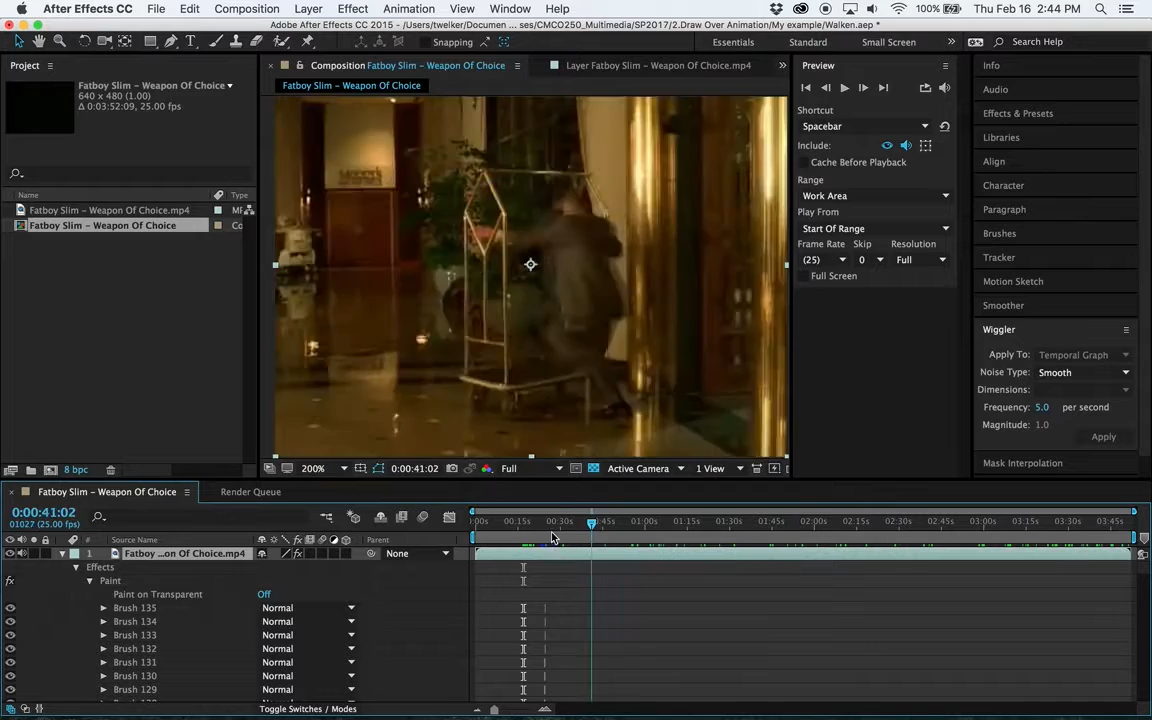 After Effects CC File Edit Composition Layer Effect Animation View Window Help 100% Thu Feb 16 2:44 PM
Adobe After Effects CC 2015 - /Users/twelker/Documen ... ses/CMCO250_Multimedia/SP2017/2.Draw Over Animation/My example/Walken.aep *
Snapping Essentials Standard Small Screen Search Help
Project
Fatboy Slim - Weapon Of Choice
640 x 480 (1.00)
Δ 0:03:52:09, 25.00 fps
Name Type
Fatboy Slim - Weapon Of Choice.mp4
Fatboy Slim - Weapon Of Choice Co
8 bpc
Composition Fatboy Slim - Weapon Of Choice Layer Fatboy Slim - Weapon Of Choice.mp4
Fatboy Slim - Weapon Of Choice
200% 0:00:41:02 Full Active Camera 1 View
Preview
Shortcut
Spacebar
Include:
Cache Before Playback
Range
Work Area
Play From
Start Of Range
Frame Rate Skip Resolution
(25) 0 Full
Full Screen
Info
Audio
Effects & Presets
Libraries
Align
Character
Paragraph
Brushes
Tracker
Motion Sketch
Smoother
Wiggler
Apply To: Temporal Graph
Noise Type: Smooth
Dimensions:
Frequency: 5.0 per second
Magnitude: 1.0
Apply
Mask Interpolation
Fatboy Slim - Weapon Of Choice Render Queue
0:00:41:02
01027 (25.00 fps)
:00s 00:15s 00:30s 0:45s 01:00s 01:15s 01:30s 01:45s 02:00s 02:15s 02:30s 02:45s 03:00s 03:15s 03:30s 03:45s
# Source Name Parent
1 Fatboy ...on Of Choice.mp4 None
Effects
fx Paint
Paint on Transparent Off
Brush 135 Normal
Brush 134 Normal
Brush 133 Normal
Brush 132 Normal
Brush 131 Normal
Brush 130 Normal
Brush 129 Normal
Toggle Switches / Modes